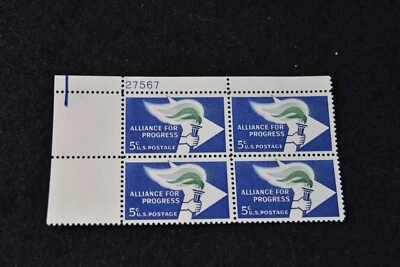 27567
ALLIANCE FOR
PROGRESS
5¢ U.S. POSTAGE
ALLIANCE FOR
PROGRESS
5¢ U.S. POSTAGE
ALLIANCE FOR
PROGRESS
5¢ U.S. POSTAGE
ALLIANCE FOR
PROGRESS
5¢ U.S. POSTAGE